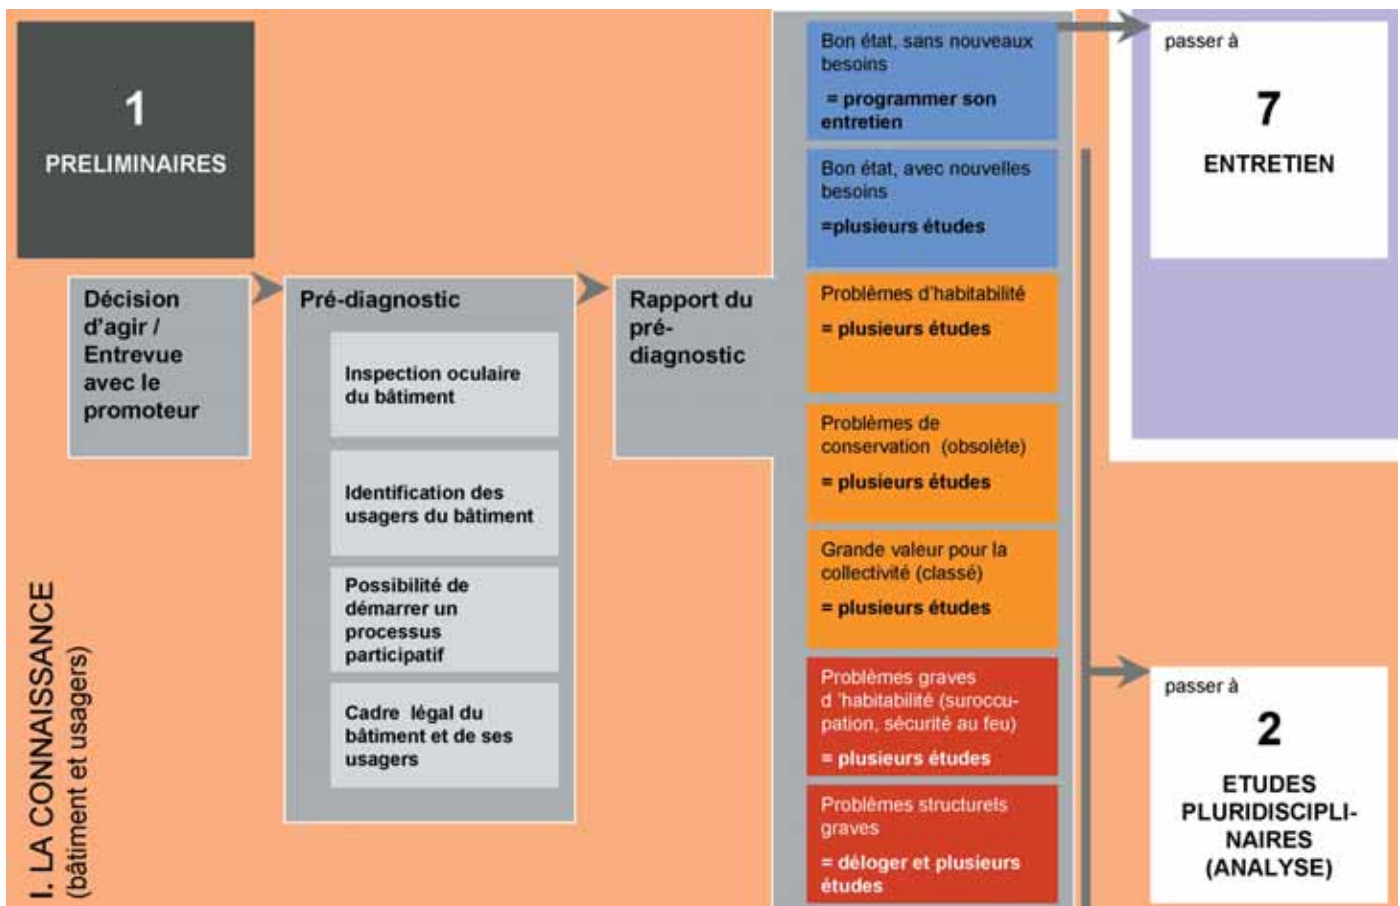 1
PRELIMINAIRES
Décision
d'agir /
Entrevue
avec le
promoteur
Pré-diagnostic
Inspection oculaire
du bâtiment
Identification des
usagers du bâtiment
Possibilité de
démarrer un
processus
participatif
Cadre légal du
bâtiment et de ses
usagers
Rapport du
pré-
diagnostic
Bon état, sans nouveaux
besoins
= programmer son
entretien
Bon état, avec nouvelles
besoins
=plusieurs études
Problèmes d'habitabilité
= plusieurs études
Problèmes de
conservation (obsolète)
= plusieurs études
Grande valeur pour la
collectivité (classé)
= plusieurs études
Problèmes graves
d 'habitabilité (suroccu-
pation, sécurité au feu)
= plusieurs études
Problèmes structurels
graves
= déloger et plusieurs
études
passer à
7
ENTRETIEN
passer à
2
ETUDES
PLURIDISCIPLI-
NAIRES
(ANALYSE)
I. LA CONNAISSANCE
(bâtiment et usagers)